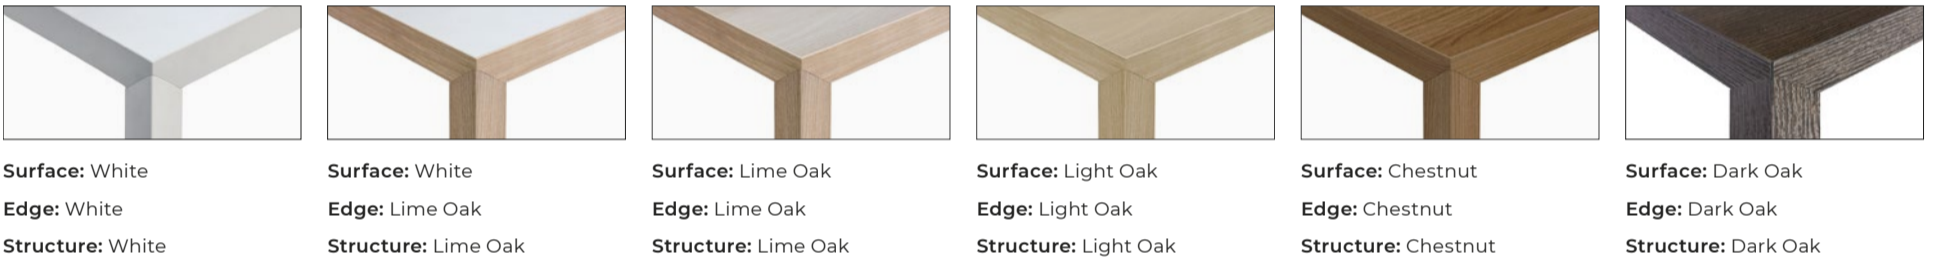 Surface: White
Edge: White
Structure: White
Surface: White
Edge: Lime Oak
Structure: Lime Oak
Surface: Lime Oak
Edge: Lime Oak
Structure: Lime Oak
Surface: Light Oak
Edge: Light Oak
Structure: Light Oak
Surface: Chestnut
Edge: Chestnut
Structure: Chestnut
Surface: Dark Oak
Edge: Dark Oak
Structure: Dark Oak